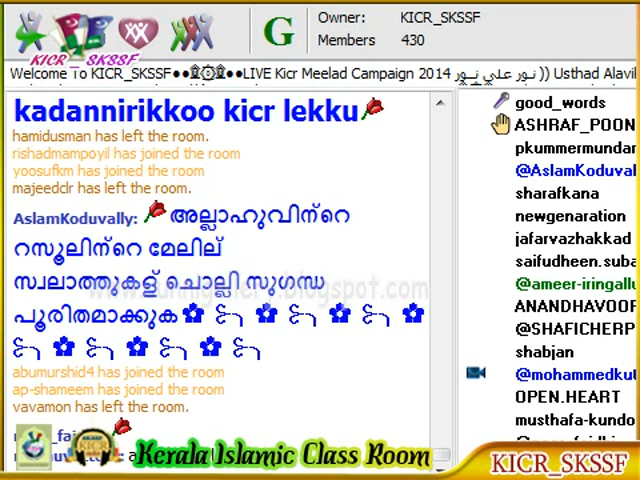 KICR_SKSSF
G
Owner: KICR_SKSSF
Members 430
Welcome To KICR_SKSSF●●۩۞۩●●LIVE Kicr Meelad Campaign 2014 نور علي نور )) Usthad Alavil
kadannirikkoo kicr lekku
hamidusman has left the room.
rishadmampoyil has joined the room
yoosufkm has joined the room
majeedclr has left the room.
AslamKoduvally: അല്ലാഹുവിന്റെ
റസൂലിന്റെ മേലില്
സ്വലാത്തുകള് ചൊല്ലി സുഗന്ധ
പൂരിതമാക്കുക
abumurshid4 has joined the room
ap-shameem has joined the room
vavamon has left the room.
good_words
ASHRAF_POON
pkummermundar
@AslamKoduval
sharafkana
newgenaration
jafarvazhakkad
saifudheen.suba
@ameer-iringallu
ANANDHAVOOR
@SHAFICHERP
shabjan
@mohammedkut
OPEN.HEART
musthafa-kundo
Kerala Islamic Class Room
KICR_SKSSF